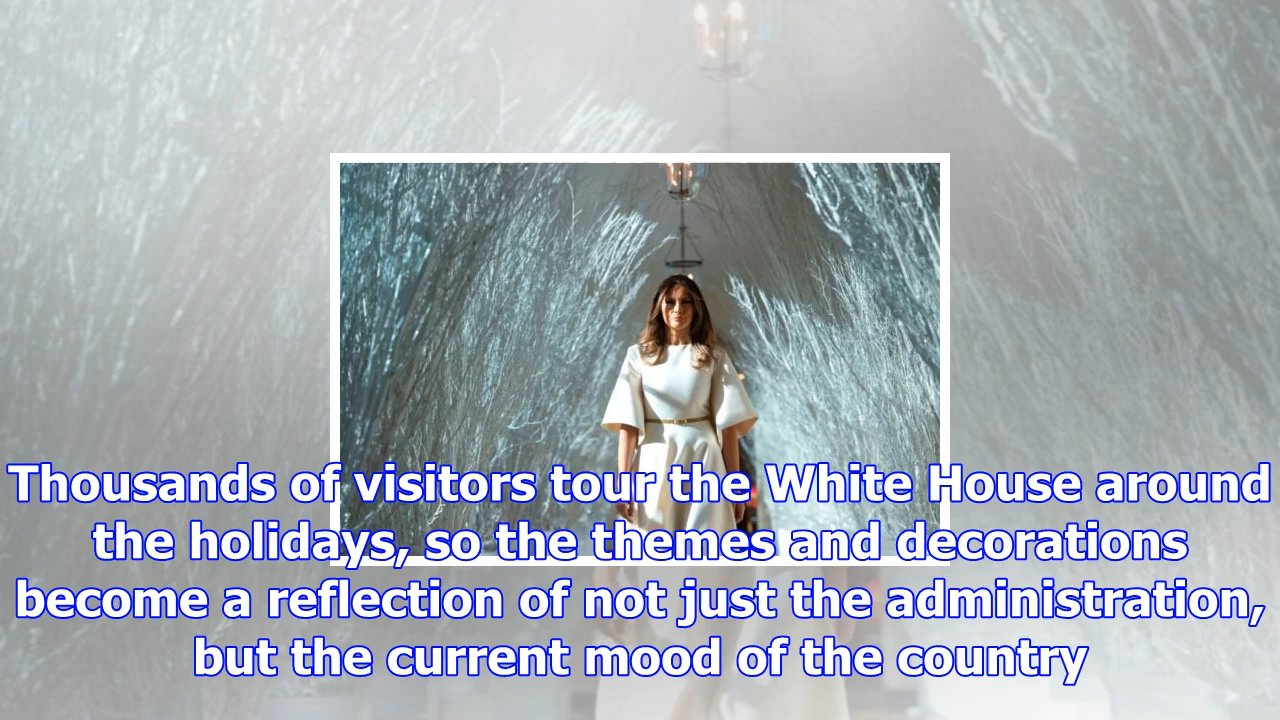 Thousands of visitors tour the White House around
the holidays, so the themes and decorations
become a reflection of not just the administration,
but the current mood of the country